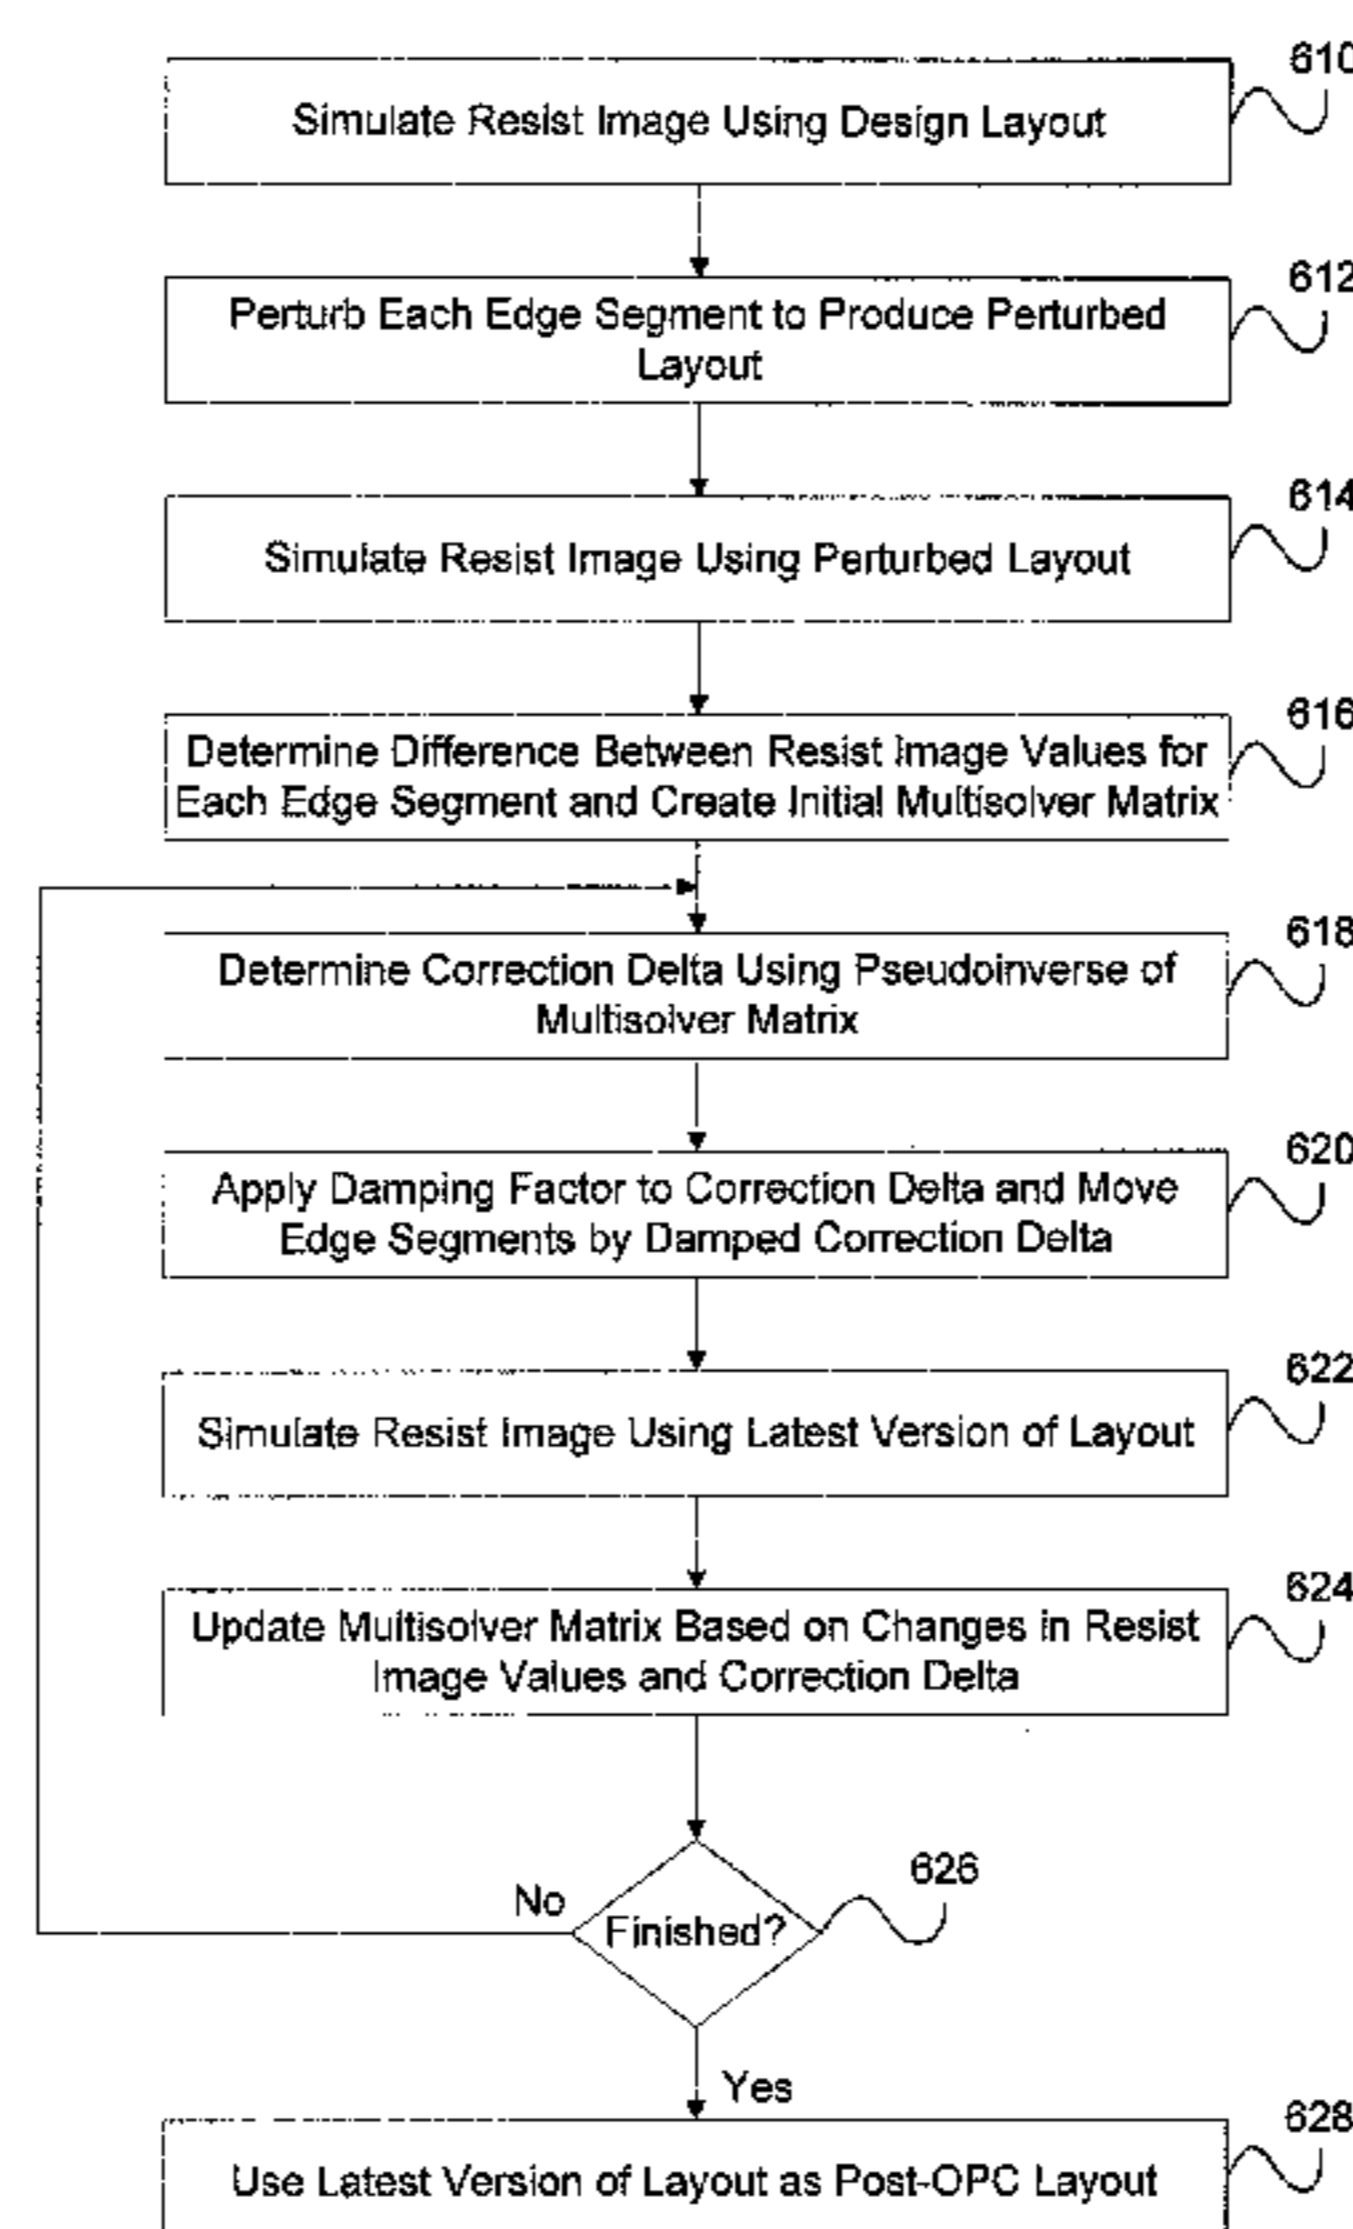 610
Simulate Resist Image Using Design Layout
612
Perturb Each Edge Segment to Produce Perturbed
Layout
614
Simulate Resist Image Using Perturbed Layout
616
Determine Difference Between Resist Image Values for
Each Edge Segment and Create Initial Multisolver Matrix
618
Determine Correction Delta Using Pseudoinverse of
Multisolver Matrix
620
Apply Damping Factor to Correction Delta and Move
Edge Segments by Damped Correction Delta
622
Simulate Resist Image Using Latest Version of Layout
624
Update Multisolver Matrix Based on Changes in Resist
Image Values and Correction Delta
626
No
Finished?
Yes
628
Use Latest Version of Layout as Post-OPC Layout